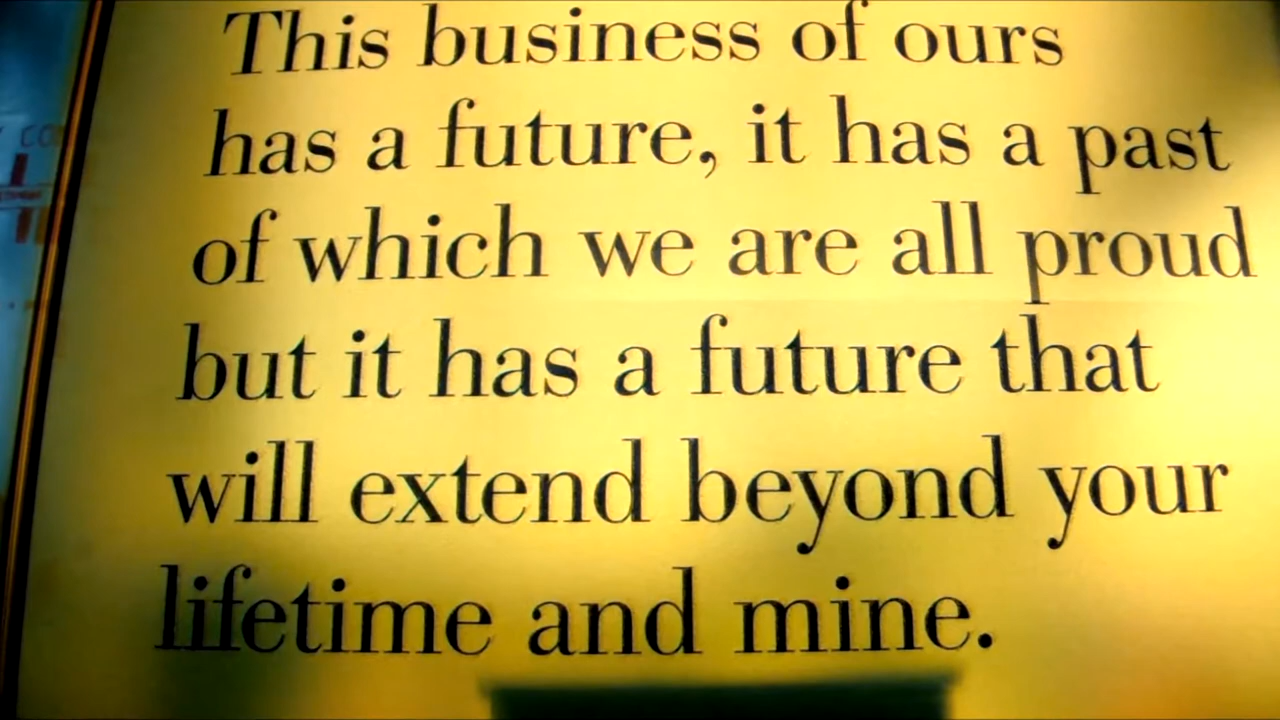 This business of ours
has a future, it has a past
of which we are all proud
but it has a future that
will extend beyond your
lifetime and mine.